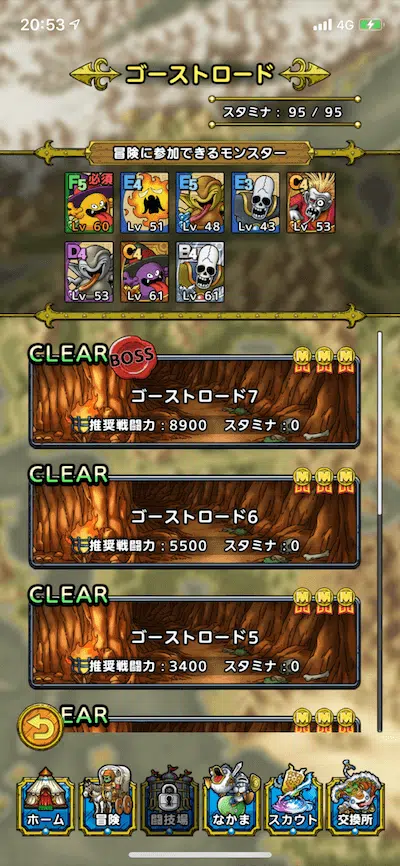 20:53 4G
ゴーストロード
スタミナ：95 / 95
冒険に参加できるモンスター
F5 必須 E4 E5 E3 C4
Lv 60 Lv 51 Lv 48 Lv 43 Lv 53
D4 C4 B4
Lv 53 Lv 61 Lv 61
CLEAR BOSS M M M
ゴーストロード7
推奨戦闘力：8900 スタミナ：0
CLEAR M M M
ゴーストロード6
推奨戦闘力：5500 スタミナ：0
CLEAR M M M
ゴーストロード5
推奨戦闘力：3400 スタミナ：0
EAR M M M
ホーム 冒険 闘技場 なかま スカウト 交換所